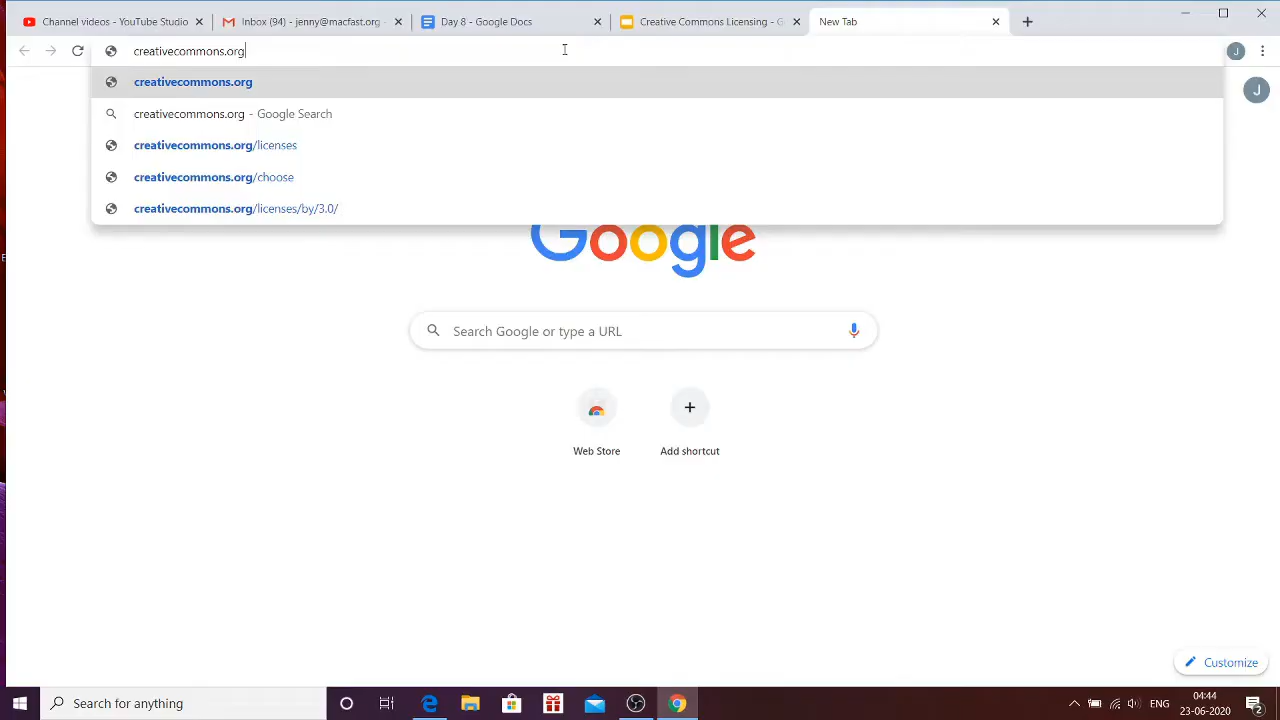 Channel videos - YouTube Studio
Inbox (94) - jenny@macfast.org -
Day 8 - Google Docs
Creative Commons Licensing - G
New Tab
creativecommons.org
J
creativecommons.org
J
creativecommons.org - Google Search
creativecommons.org/licenses
creativecommons.org/choose
creativecommons.org/licenses/by/3.0/
Google
Search Google or type a URL
Web Store
Add shortcut
Customize
Search for anything
ENG
04:44
23-06-2020
2